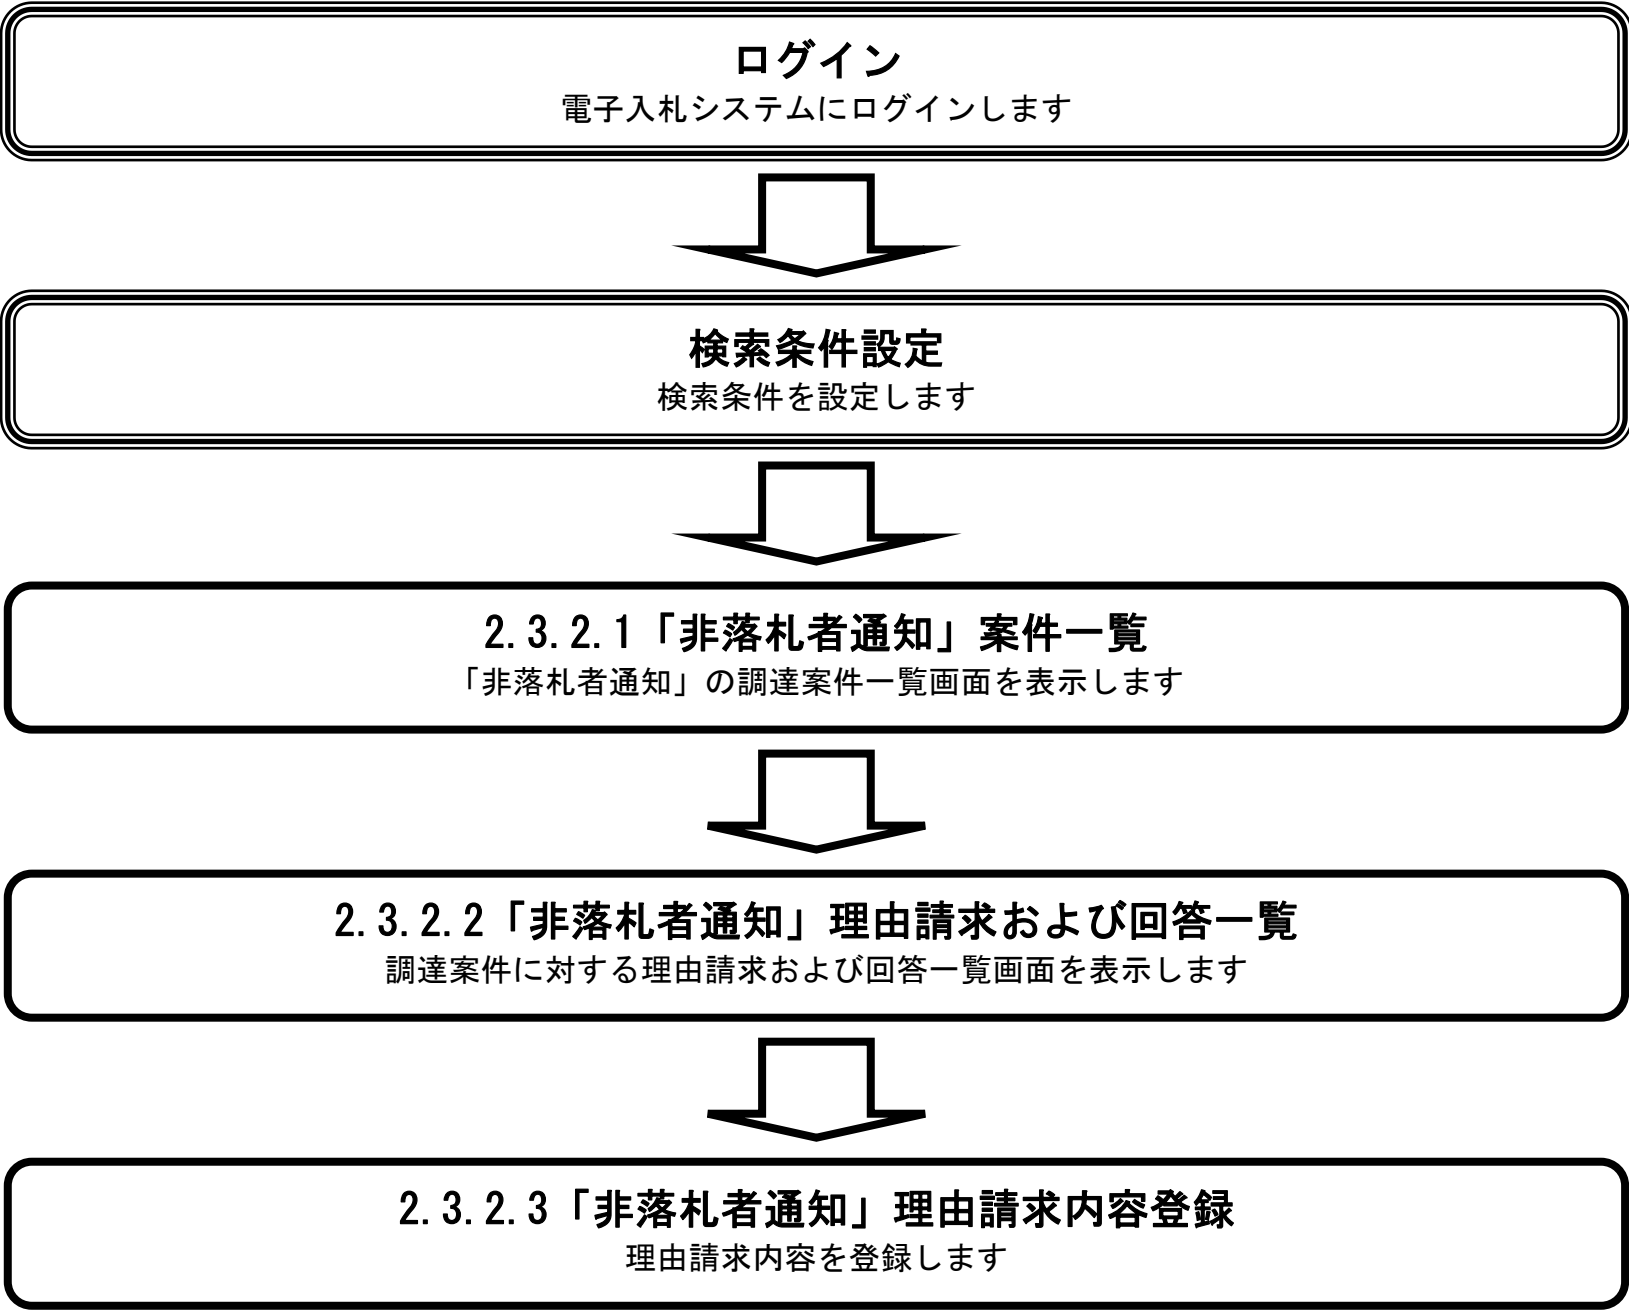 ログイン
電子入札システムにログインします
検索条件設定
検索条件を設定します
2.3.2.1「非落札者通知」案件一覧
「非落札者通知」の調達案件一覧画面を表示します
2.3.2.2「非落札者通知」理由請求および回答一覧
調達案件に対する理由請求および回答一覧画面を表示します
2.3.2.3「非落札者通知」理由請求内容登録
理由請求内容を登録します